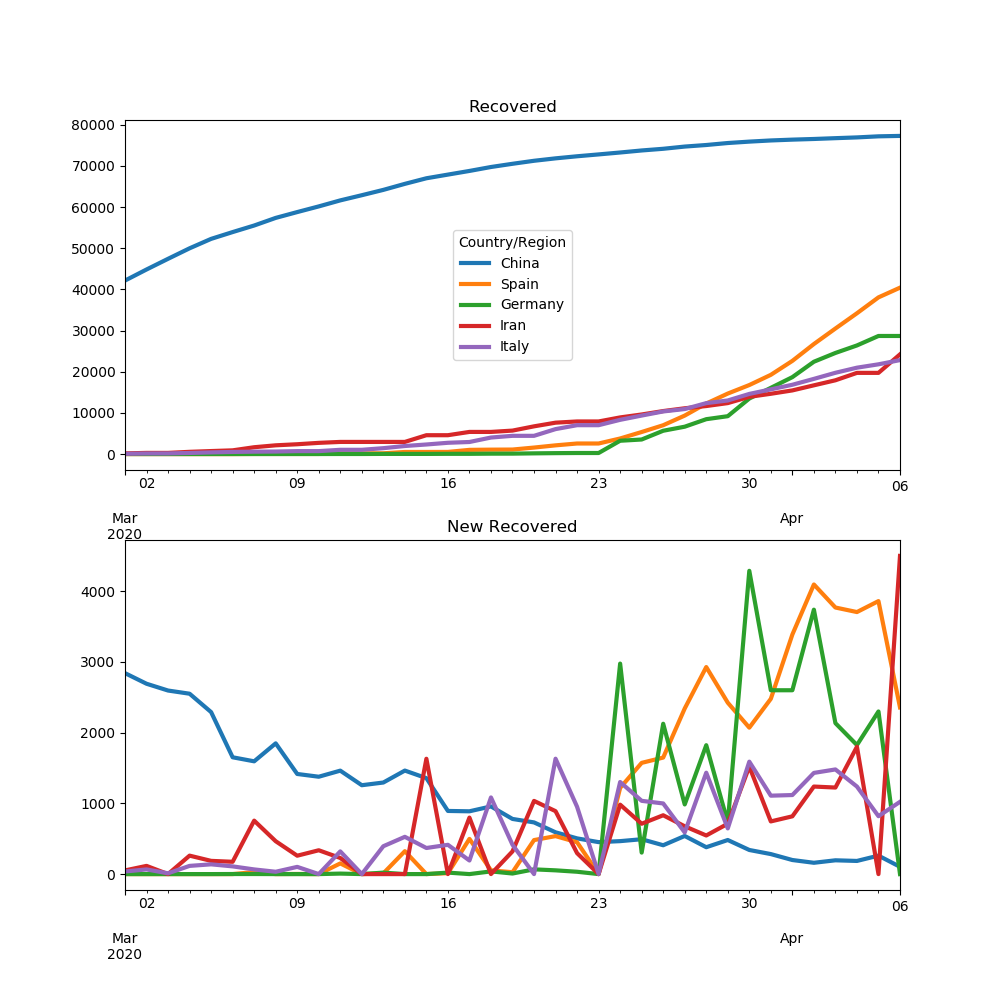 Recovered
80000
70000
60000
50000
40000
30000
20000
10000
0
Country/Region
China
Spain
Germany
Iran
Italy
02 09 16 23 30 06
Mar Apr
2020
New Recovered
4000
3000
2000
1000
0
02 09 16 23 30 06
Mar Apr
2020